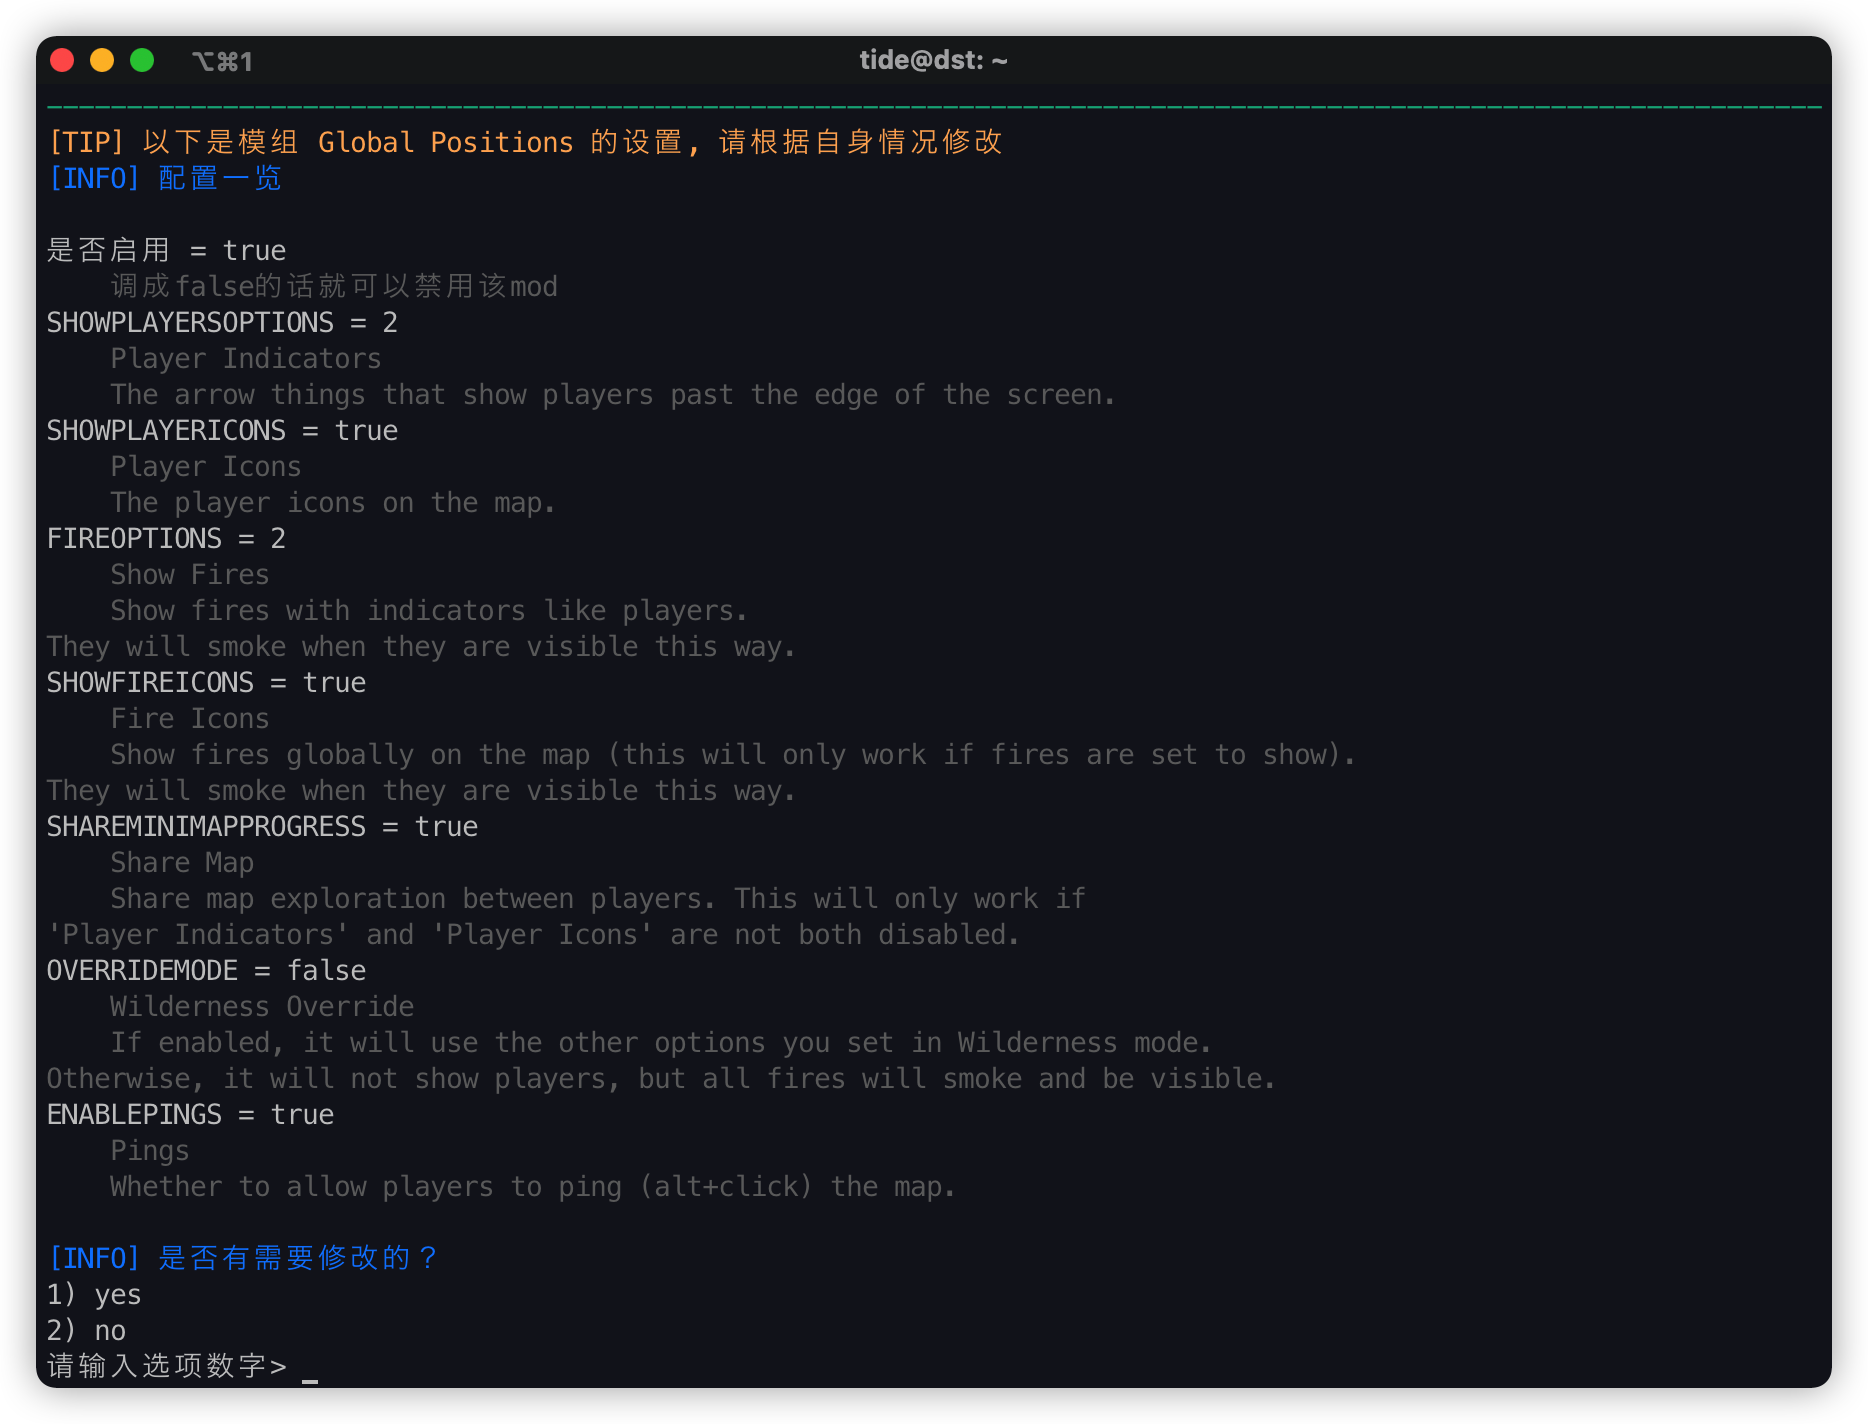 ⌥⌘1
tide@dst: ~
[TIP] 以下是模组 Global Positions 的设置, 请根据自身情况修改
[INFO] 配置一览
是否启用 = true
调成false的话就可以禁用该mod
SHOWPLAYERSOPTIONS = 2
Player Indicators
The arrow things that show players past the edge of the screen.
SHOWPLAYERICONS = true
Player Icons
The player icons on the map.
FIREOPTIONS = 2
Show Fires
Show fires with indicators like players.
They will smoke when they are visible this way.
SHOWFIREICONS = true
Fire Icons
Show fires globally on the map (this will only work if fires are set to show).
They will smoke when they are visible this way.
SHAREMINIMAPPROGRESS = true
Share Map
Share map exploration between players. This will only work if
'Player Indicators' and 'Player Icons' are not both disabled.
OVERRIDEMODE = false
Wilderness Override
If enabled, it will use the other options you set in Wilderness mode.
Otherwise, it will not show players, but all fires will smoke and be visible.
ENABLEPINGS = true
Pings
Whether to allow players to ping (alt+click) the map.
[INFO] 是否有需要修改的？
1) yes
2) no
请输入选项数字> _